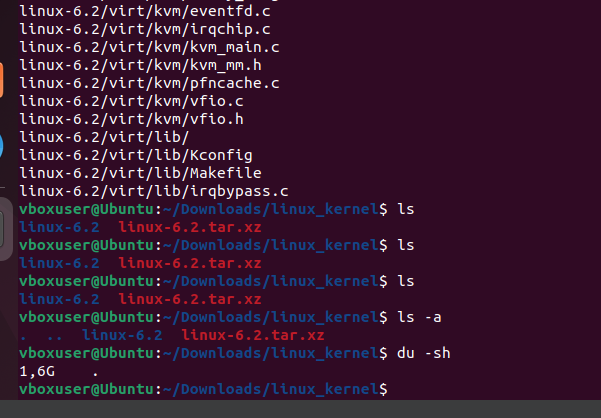 linux-6.2/virt/kvm/eventfd.c
linux-6.2/virt/kvm/irqchip.c
linux-6.2/virt/kvm/kvm_main.c
linux-6.2/virt/kvm/kvm_mm.h
linux-6.2/virt/kvm/pfncache.c
linux-6.2/virt/kvm/vfio.c
linux-6.2/virt/kvm/vfio.h
linux-6.2/virt/lib/
linux-6.2/virt/lib/Kconfig
linux-6.2/virt/lib/Makefile
linux-6.2/virt/lib/irqbypass.c
vboxuser@Ubuntu:~/Downloads/linux_kernel$ ls
linux-6.2  linux-6.2.tar.xz
vboxuser@Ubuntu:~/Downloads/linux_kernel$ ls
linux-6.2  linux-6.2.tar.xz
vboxuser@Ubuntu:~/Downloads/linux_kernel$ ls
linux-6.2  linux-6.2.tar.xz
vboxuser@Ubuntu:~/Downloads/linux_kernel$ ls -a
.  ..  linux-6.2  linux-6.2.tar.xz
vboxuser@Ubuntu:~/Downloads/linux_kernel$ du -sh
1,6G    .
vboxuser@Ubuntu:~/Downloads/linux_kernel$